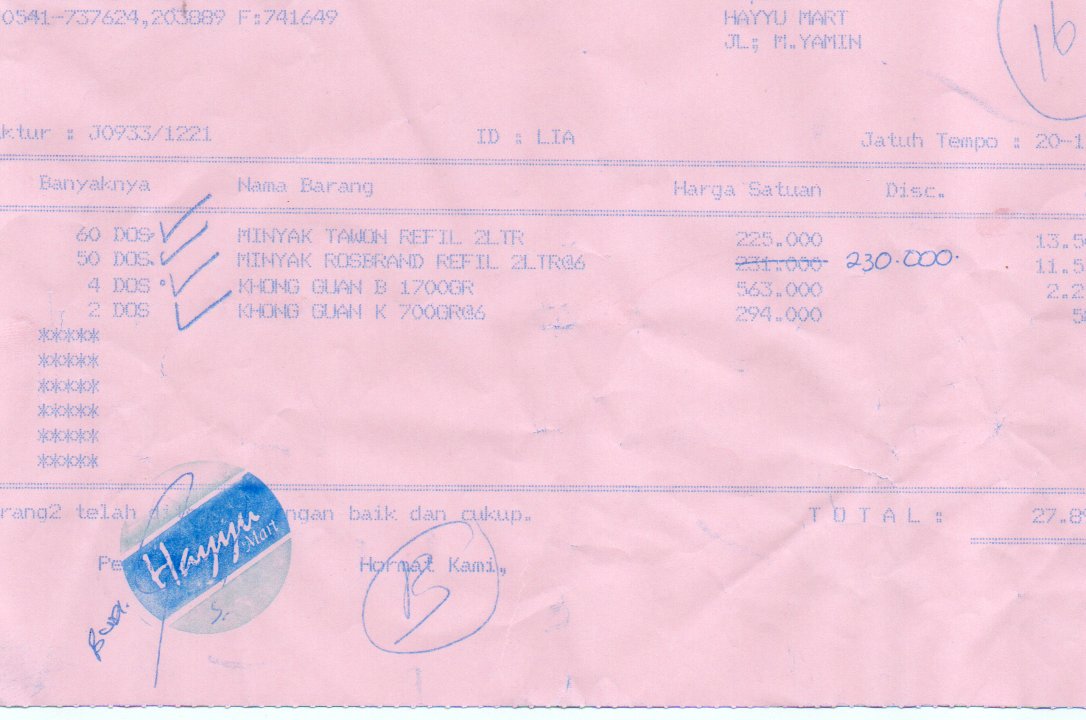 0541-737624,203889 F:741649
HAYYU MART
JL; M.YAMIN
16
ktur : J0933/1221 ID : LIA Jatuh Tempo : 20-1
Banyaknya Nama Barang Harga Satuan Disc.
60 DOS MINYAK TAWON REFIL 2LTR 225.000 13.5
50 DOS MINYAK ROSBRAND REFIL 2LTR@6 231.000 230.000. 11.5
4 DOS KHONG GUAN B 1700GR 563.000 2.2
2 DOS KHONG GUAN K 700GR@6 294.000 5
*****
*****
*****
*****
*****
*****
rang2 telah di ngan baik dan cukup. T O T A L : 27.89
Pe Hormat Kami,
Hayyu
Mart
B